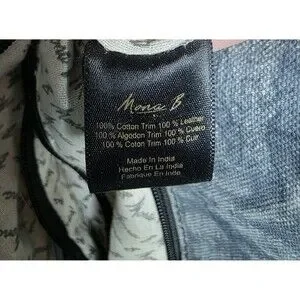 Mona B
100% Cotton Trim 100% Leather
100% Algodon Trim 100% Cuero
100% Coton Trim 100% Cuir
Made In India
Hecho En La India
Fabrique En Inde